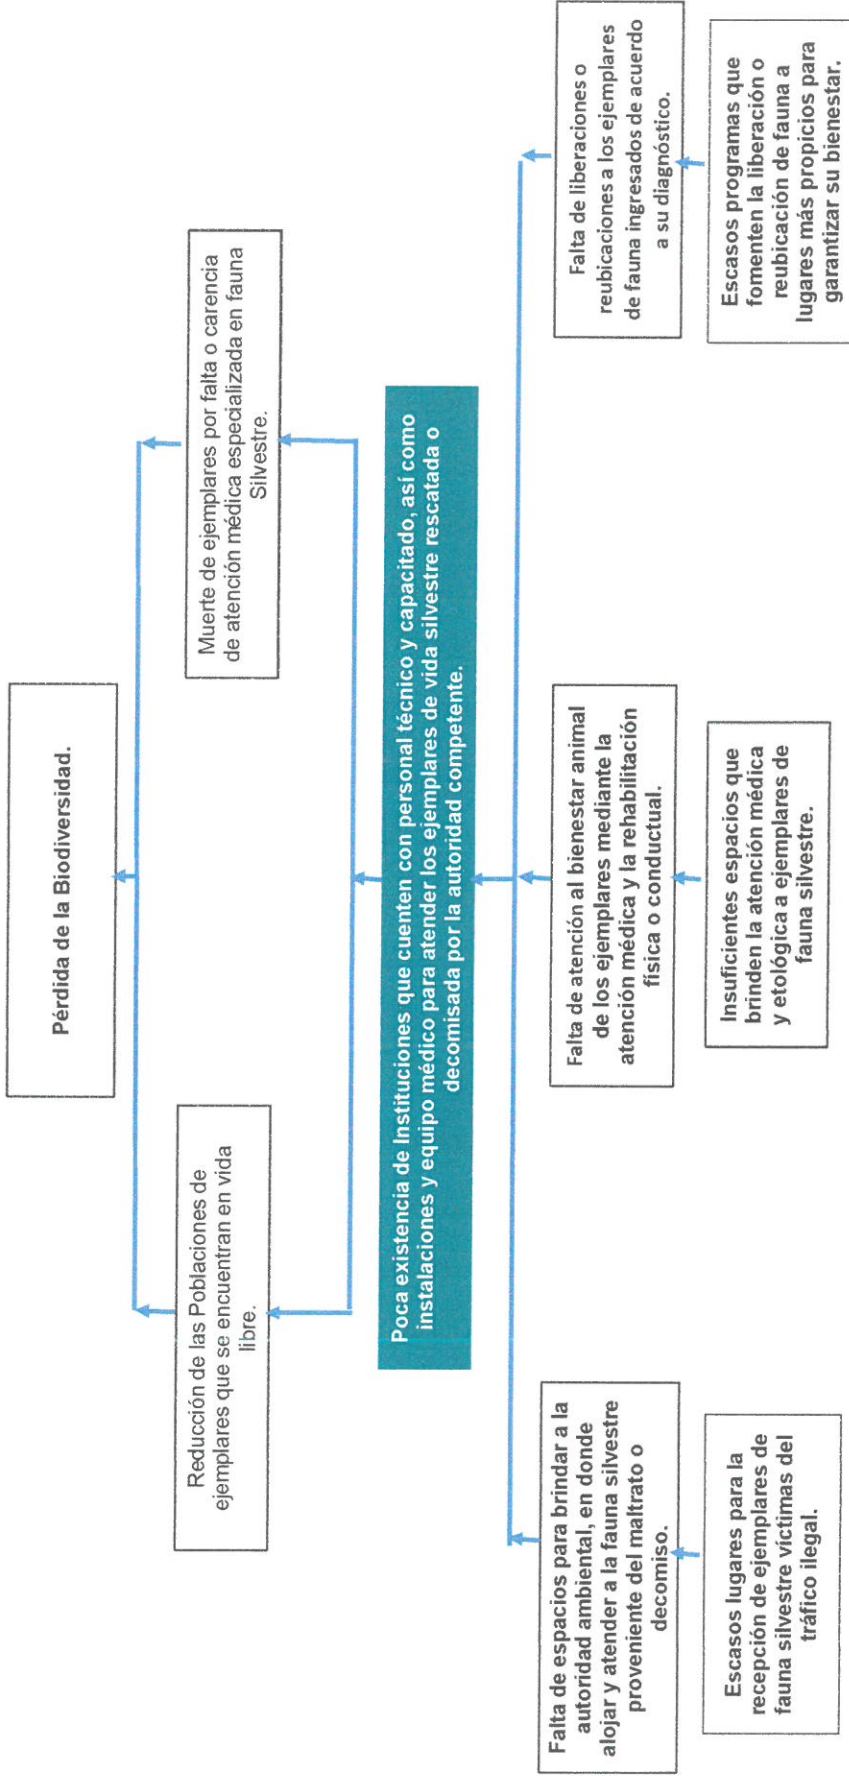 Pérdida de la Biodiversidad.
Reducción de las Poblaciones de
ejemplares que se encuentran en vida
libre.
Muerte de ejemplares por falta o carencia
de atención médica especializada en fauna
Silvestre.
Poca existencia de Instituciones que cuenten con personal técnico y capacitado, así como
instalaciones y equipo médico para atender los ejemplares de vida silvestre rescatada o
decomisada por la autoridad competente.
Falta de espacios para brindar a la
autoridad ambiental, en donde
alojar y atender a la fauna silvestre
proveniente del maltrato o
decomiso.
Falta de atención al bienestar animal
de los ejemplares mediante la
atención médica y la rehabilitación
física o conductual.
Falta de liberaciones o
reubicaciones a los ejemplares
de fauna ingresados de acuerdo
a su diagnóstico.
Escasos lugares para la
recepción de ejemplares de
fauna silvestre víctimas del
tráfico ilegal.
Insuficientes espacios que
brinden la atención médica
y etológica a ejemplares de
fauna silvestre.
Escasos programas que
fomenten la liberación o
reubicación de fauna a
lugares más propicios para
garantizar su bienestar.